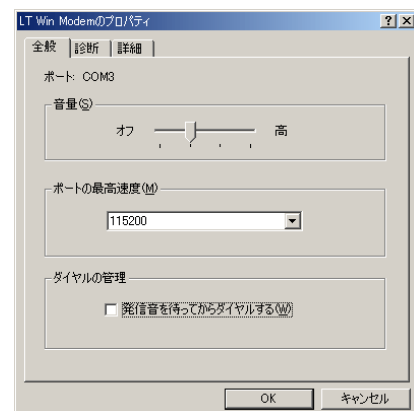 LT Win Modemのプロパティ
全般 診断 詳細
ポート: COM3
音量(S)
オフ 高
ポートの最高速度(M)
115200
ダイヤルの管理
発信音を待ってからダイヤルする(W)
OK キャンセル